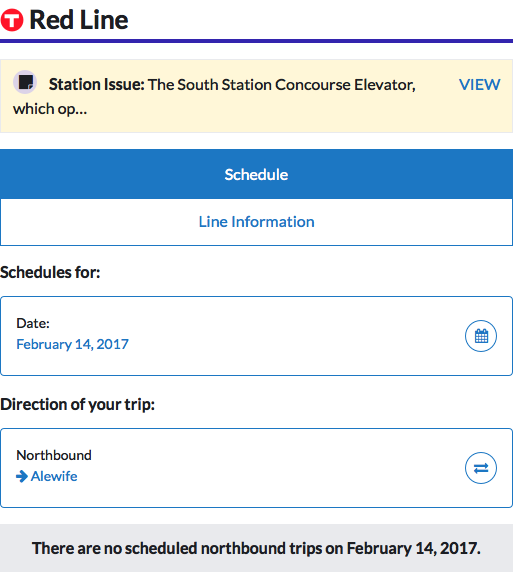 T Red Line
Station Issue: The South Station Concourse Elevator, VIEW
which op...
Schedule
Line Information
Schedules for:
Date:
February 14, 2017
Direction of your trip:
Northbound
Alewife
There are no scheduled northbound trips on February 14, 2017.